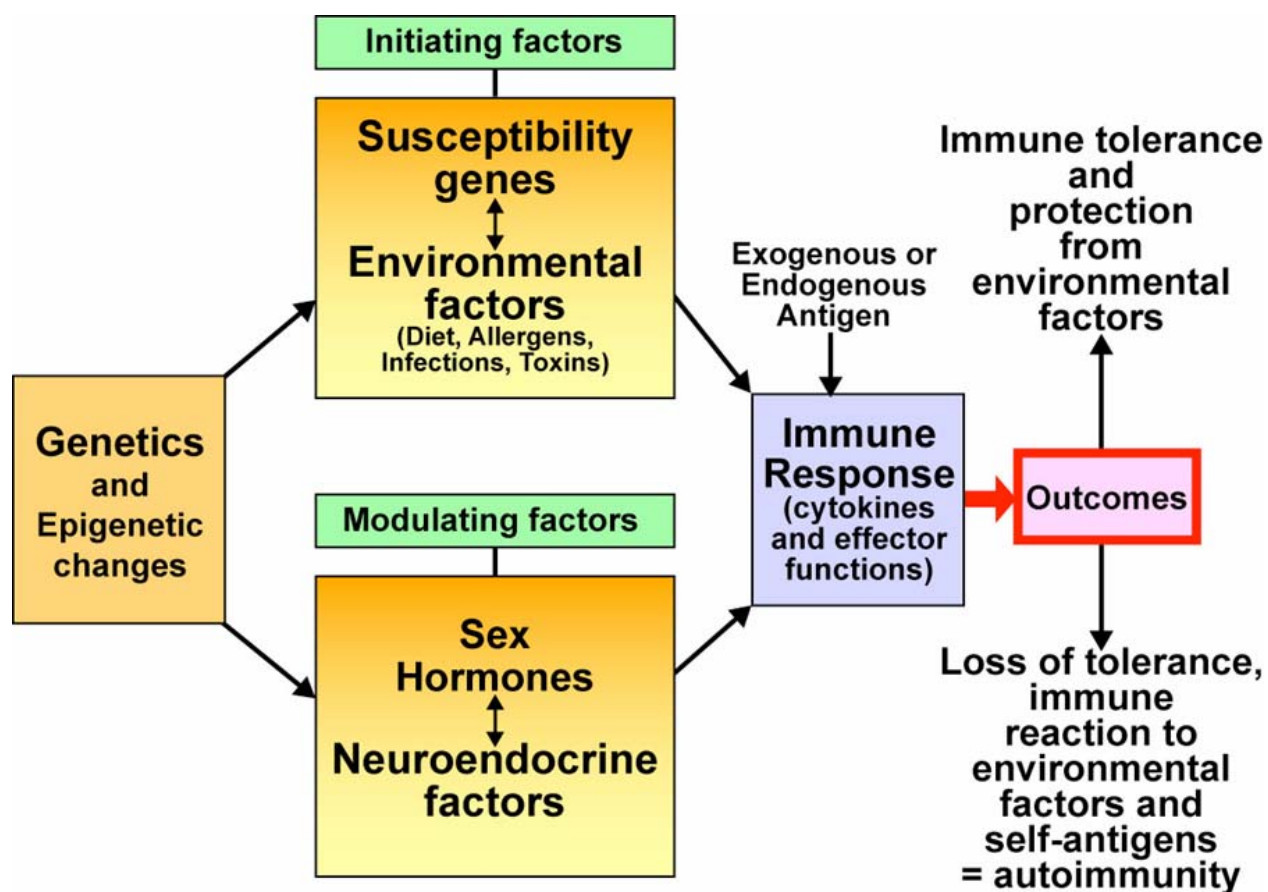 Initiating factors
Susceptibility
genes
Environmental
factors
(Diet, Allergens,
Infections, Toxins)
Genetics
and
Epigenetic
changes
Modulating factors
Sex
Hormones
Neuroendocrine
factors
Exogenous or
Endogenous
Antigen
Immune
Response
(cytokines
and effector
functions)
Outcomes
Immune tolerance
and
protection
from
environmental
factors
Loss of tolerance,
immune
reaction to
environmental
factors and
self-antigens
= autoimmunity